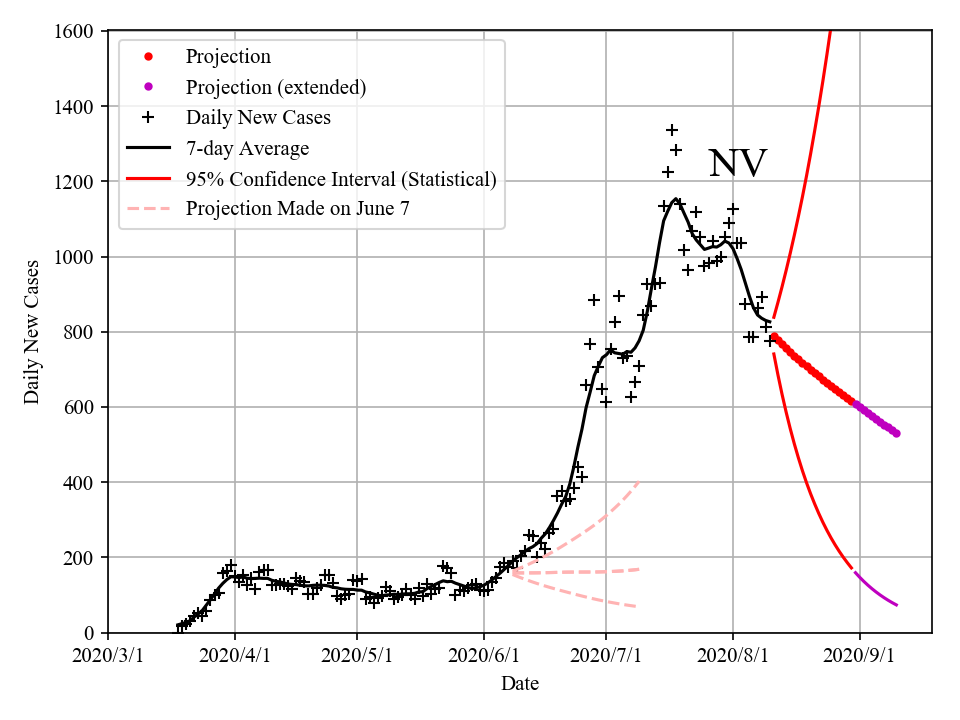 1600
1400
1200
1000
800
600
400
200
0
Daily New Cases
Projection
Projection (extended)
Daily New Cases
7-day Average
95% Confidence Interval (Statistical)
Projection Made on June 7
NV
2020/3/1 2020/4/1 2020/5/1 2020/6/1 2020/7/1 2020/8/1 2020/9/1
Date